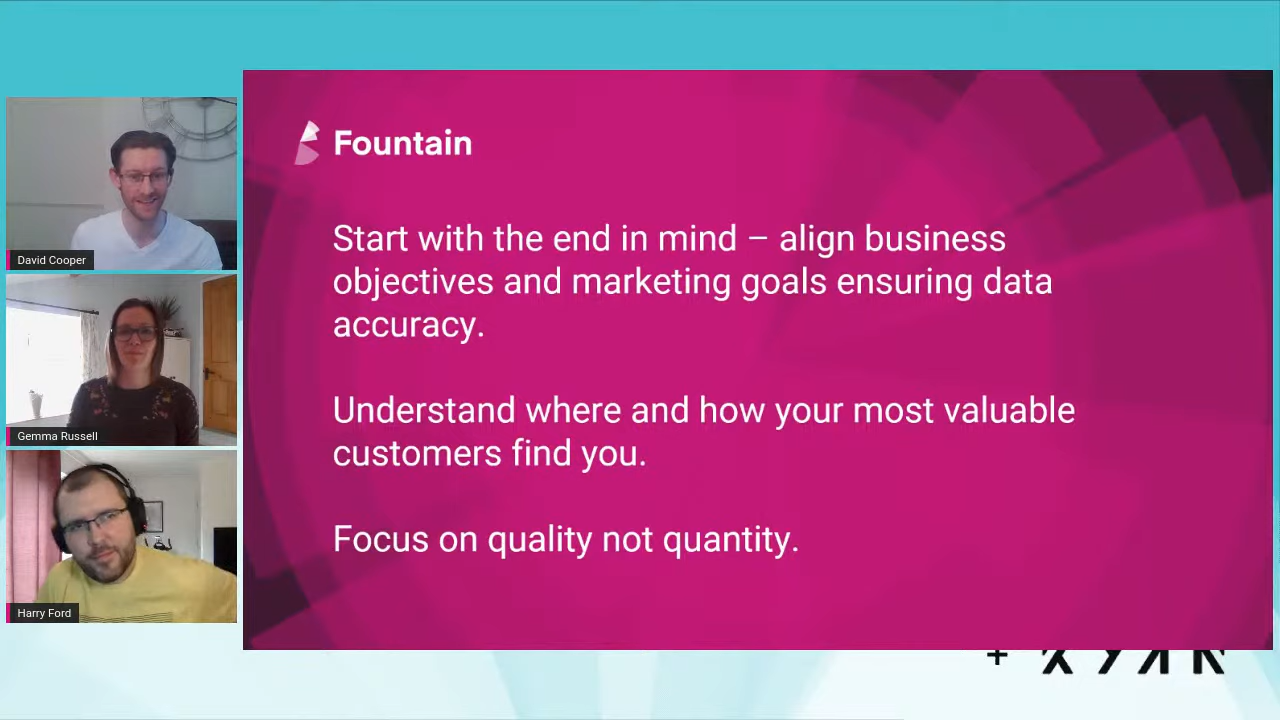 Fountain
Start with the end in mind – align business
objectives and marketing goals ensuring data
accuracy.
Understand where and how your most valuable
customers find you.
Focus on quality not quantity.
David Cooper
Gemma Russell
Harry Ford
+